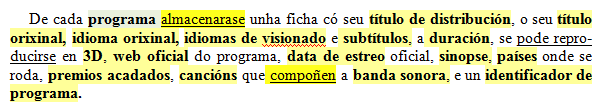 De cada programa almacenarase unha ficha có seu título de distribución, o seu título
orixinal, idioma orixinal, idiomas de visionado e subtítulos, a duración, se pode repro-
ducirse en 3D, web oficial do programa, data de estreo oficial, sinopse, países onde se
roda, premios acadados, cancións que compoñen a banda sonora, e un identificador de
programa.